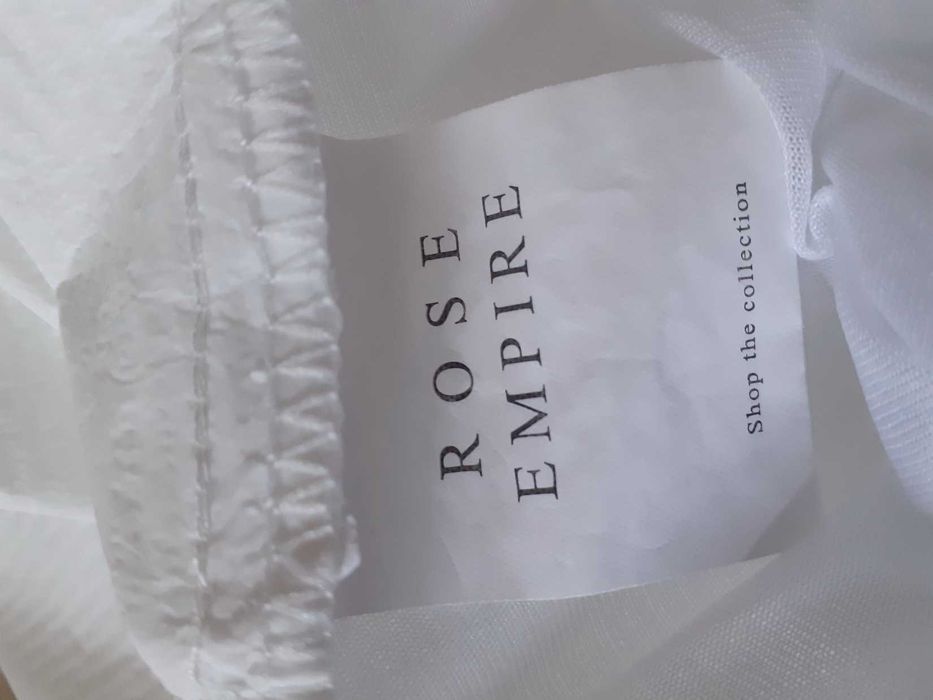 ROSE
EMPIRE
Shop the collection